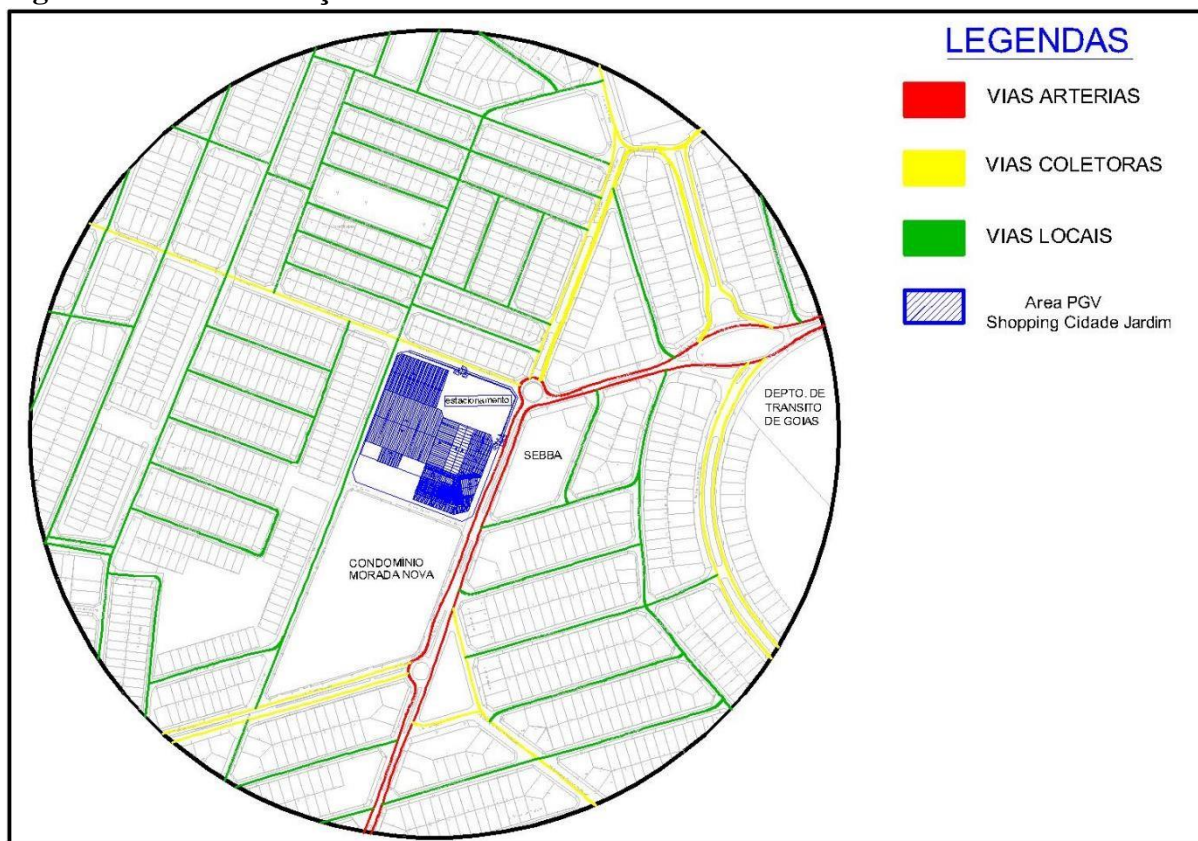 LEGENDAS
VIAS ARTERIAS
VIAS COLETORAS
VIAS LOCAIS
Area PGV
Shopping Cidade Jardim
estacionamento
SEBBA
DEPTO. DE
TRANSITO
DE GOIAS
CONDOMÍNIO
MORADA NOVA